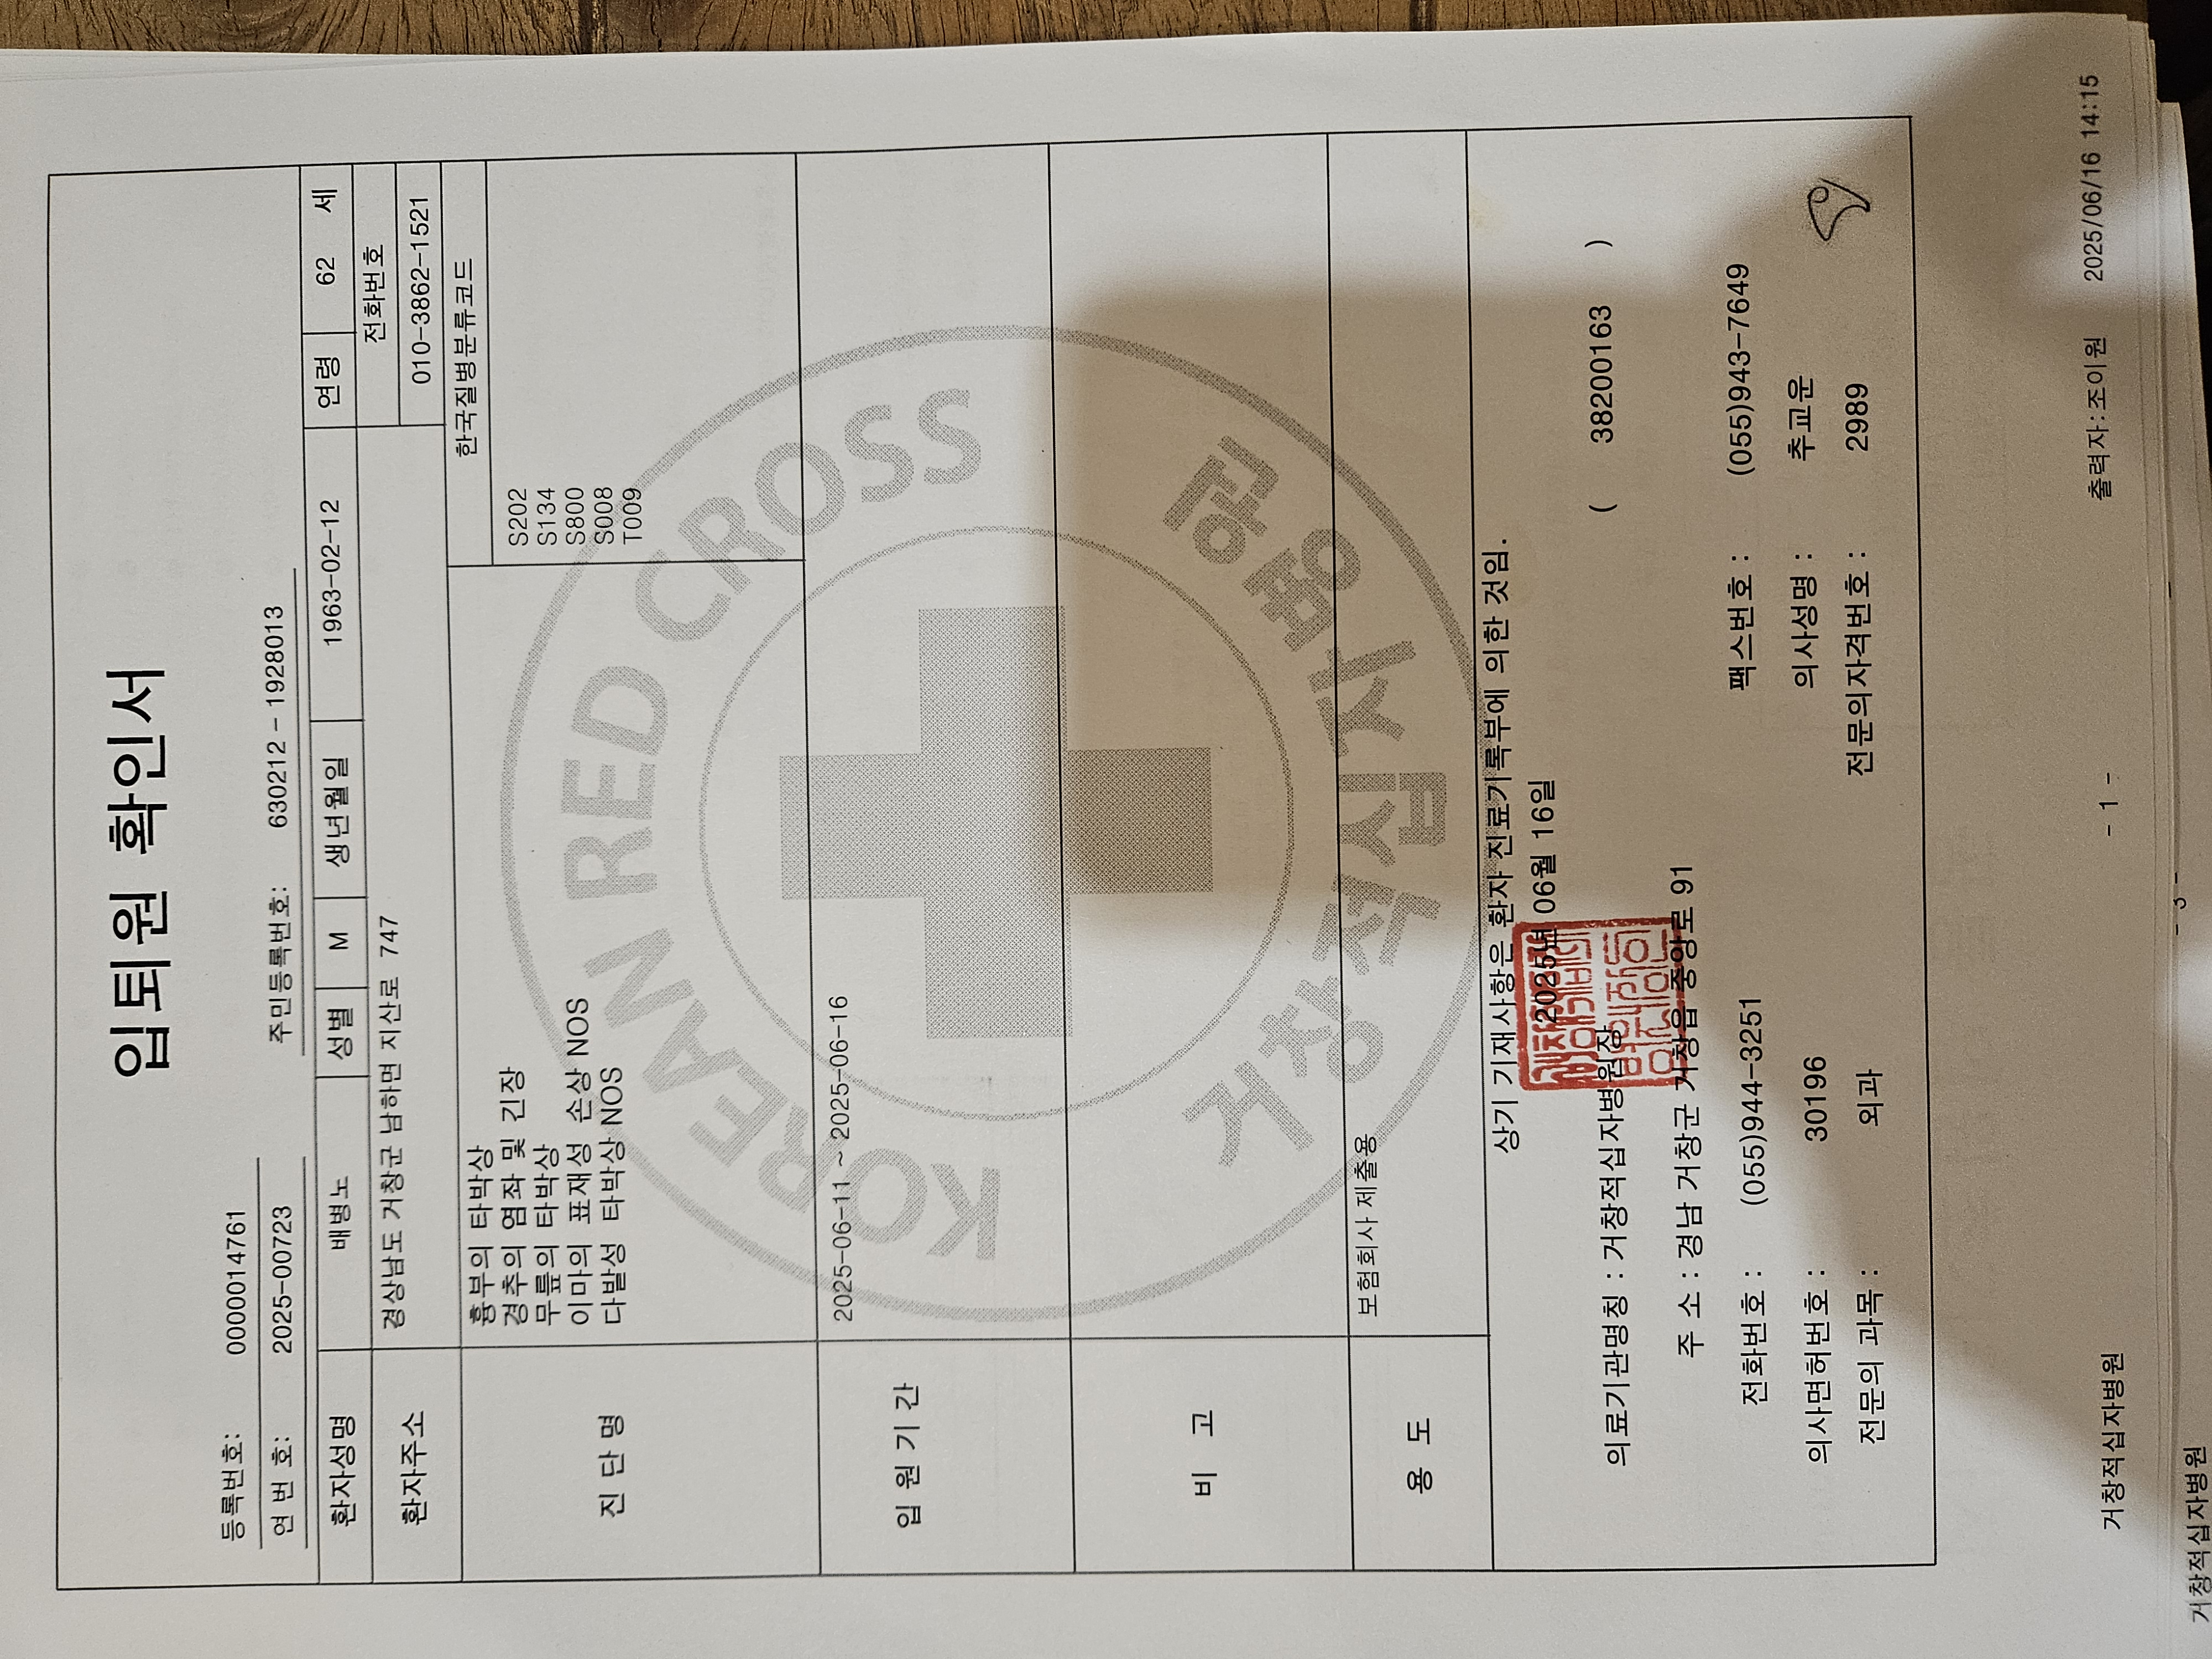 입퇴원 확인서
등록번호: 0000014761
연 번 호: 2025-00723 주민등록번호: 630212 - 1928013
환자성명 배병노 성별 M 생년월일 1963-02-12 연령 62 세
환자주소 경상남도 거창군 남하면 지산로 747 전화번호
010-3862-1521
진 단 명 한국질병분류코드
흉부의 타박상 S202
경추의 염좌 및 긴장 S134
무릎의 타박상 S800
이마의 표재성 손상 NOS S008
다발성 타박상 NOS T009
KOREAN RED CROSS
거창적십자병원
입 원 기 간 2025-06-11 ~ 2025-06-16
비 고
용 도 보험회사 제출용
상기 기재사항은 환자 진료기록부에 의한 것임.
2025년 06월 16일
의료기관명칭 : 거창적십자병원장 ( 38200163 )
주 소 : 경남 거창군 거창읍 중앙로 91
전화번호 : (055)944-3251 팩스번호 : (055)943-7649
의사면허번호 : 30196 의사성명 : 추교운
전문의 과목 : 외과 전문의자격번호 : 2989
거창적십자병원 - 1 - 출력자:조이원 2025/06/16 14:15
거창적십자병원 - 3 -